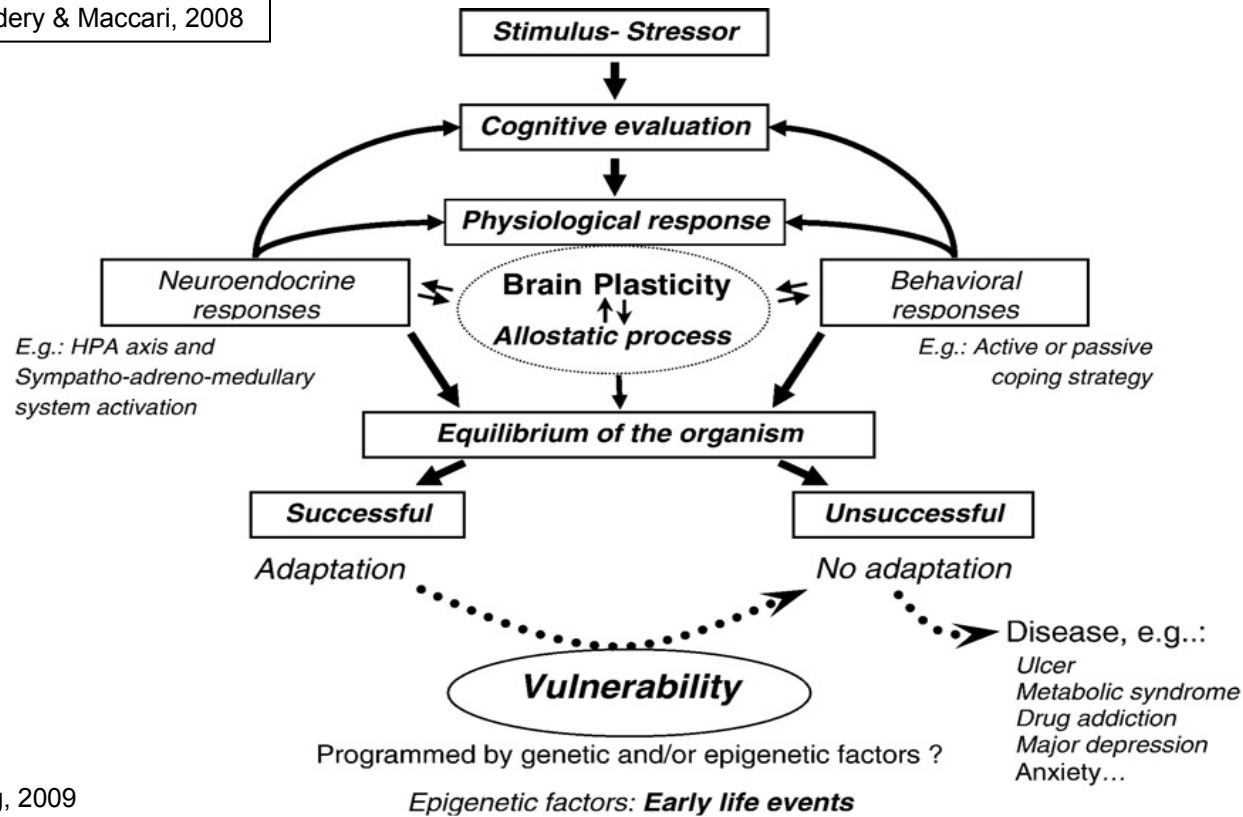 dery & Maccari, 2008
Stimulus- Stressor
Cognitive evaluation
Physiological response
Neuroendocrine
responses
Brain Plasticity
Allostatic process
Behavioral
responses
E.g.: HPA axis and
Sympatho-adreno-medullary
system activation
E.g.: Active or passive
coping strategy
Equilibrium of the organism
Successful
Unsuccessful
Adaptation
No adaptation
Disease, e.g..:
Ulcer
Metabolic syndrome
Drug addiction
Major depression
Anxiety...
Vulnerability
Programmed by genetic and/or epigenetic factors ?
, 2009
Epigenetic factors: Early life events